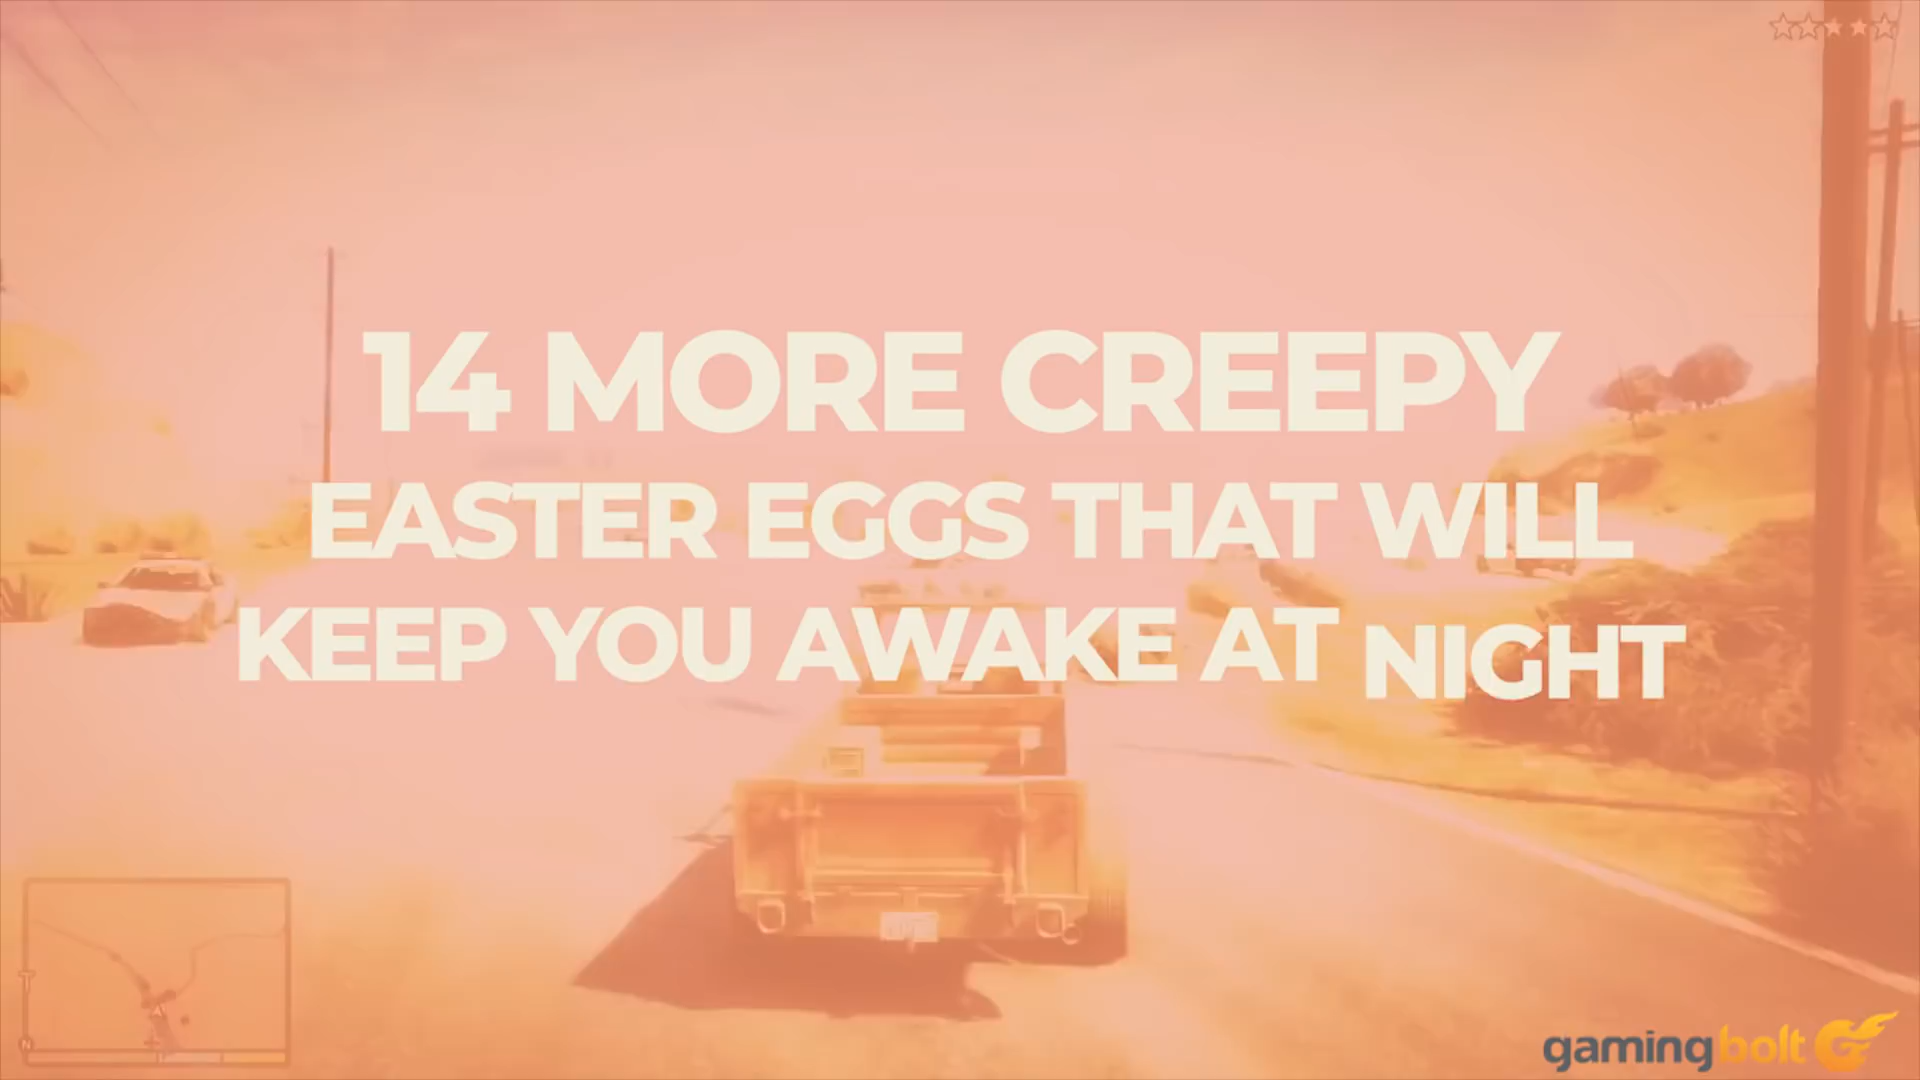 14 MORE CREEPY
EASTER EGGS THAT WILL
KEEP YOU AWAKE AT NIGHT
N
gamingbolt